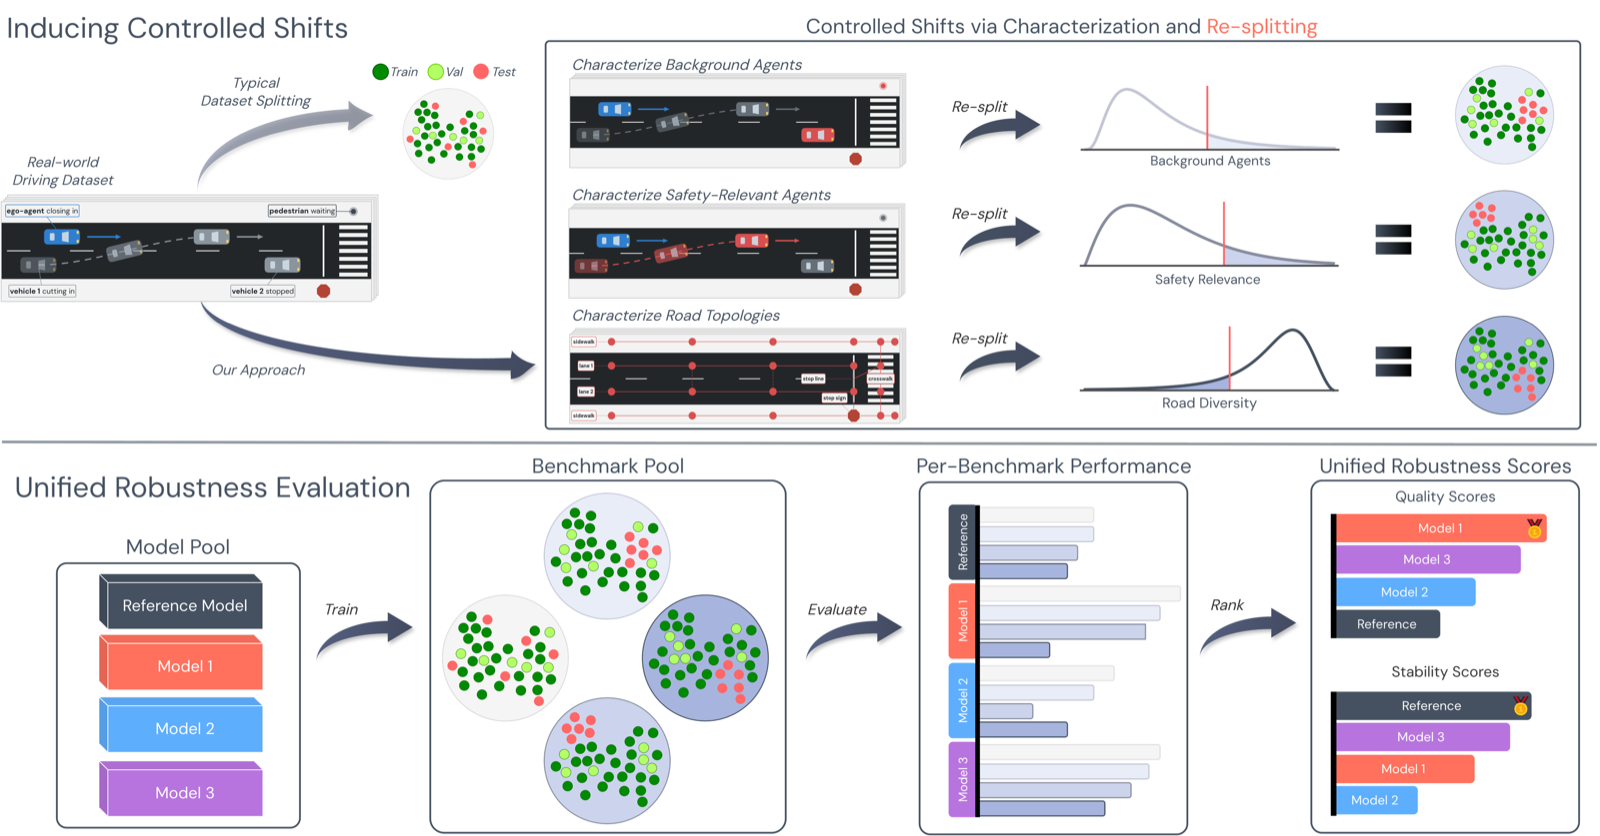 Inducing Controlled Shifts
Controlled Shifts via Characterization and Re-splitting
Typical
Dataset Splitting
Train
Val
Test
Real-world
Driving Dataset
ego-agent closing in
pedestrian waiting
vehicle 1 cutting in
vehicle 2 stopped
Our Approach
Characterize Background Agents
Re-split
Background Agents
Characterize Safety-Relevant Agents
Re-split
Safety Relevance
Characterize Road Topologies
sidewalk
lane 1
lane 2
sidewalk
stop line
crosswalk
stop sign
Re-split
Road Diversity
Unified Robustness Evaluation
Model Pool
Reference Model
Model 1
Model 2
Model 3
Train
Benchmark Pool
Evaluate
Per-Benchmark Performance
Reference
Model 1
Model 2
Model 3
Rank
Unified Robustness Scores
Quality Scores
Model 1
Model 3
Model 2
Reference
Stability Scores
Reference
Model 3
Model 1
Model 2